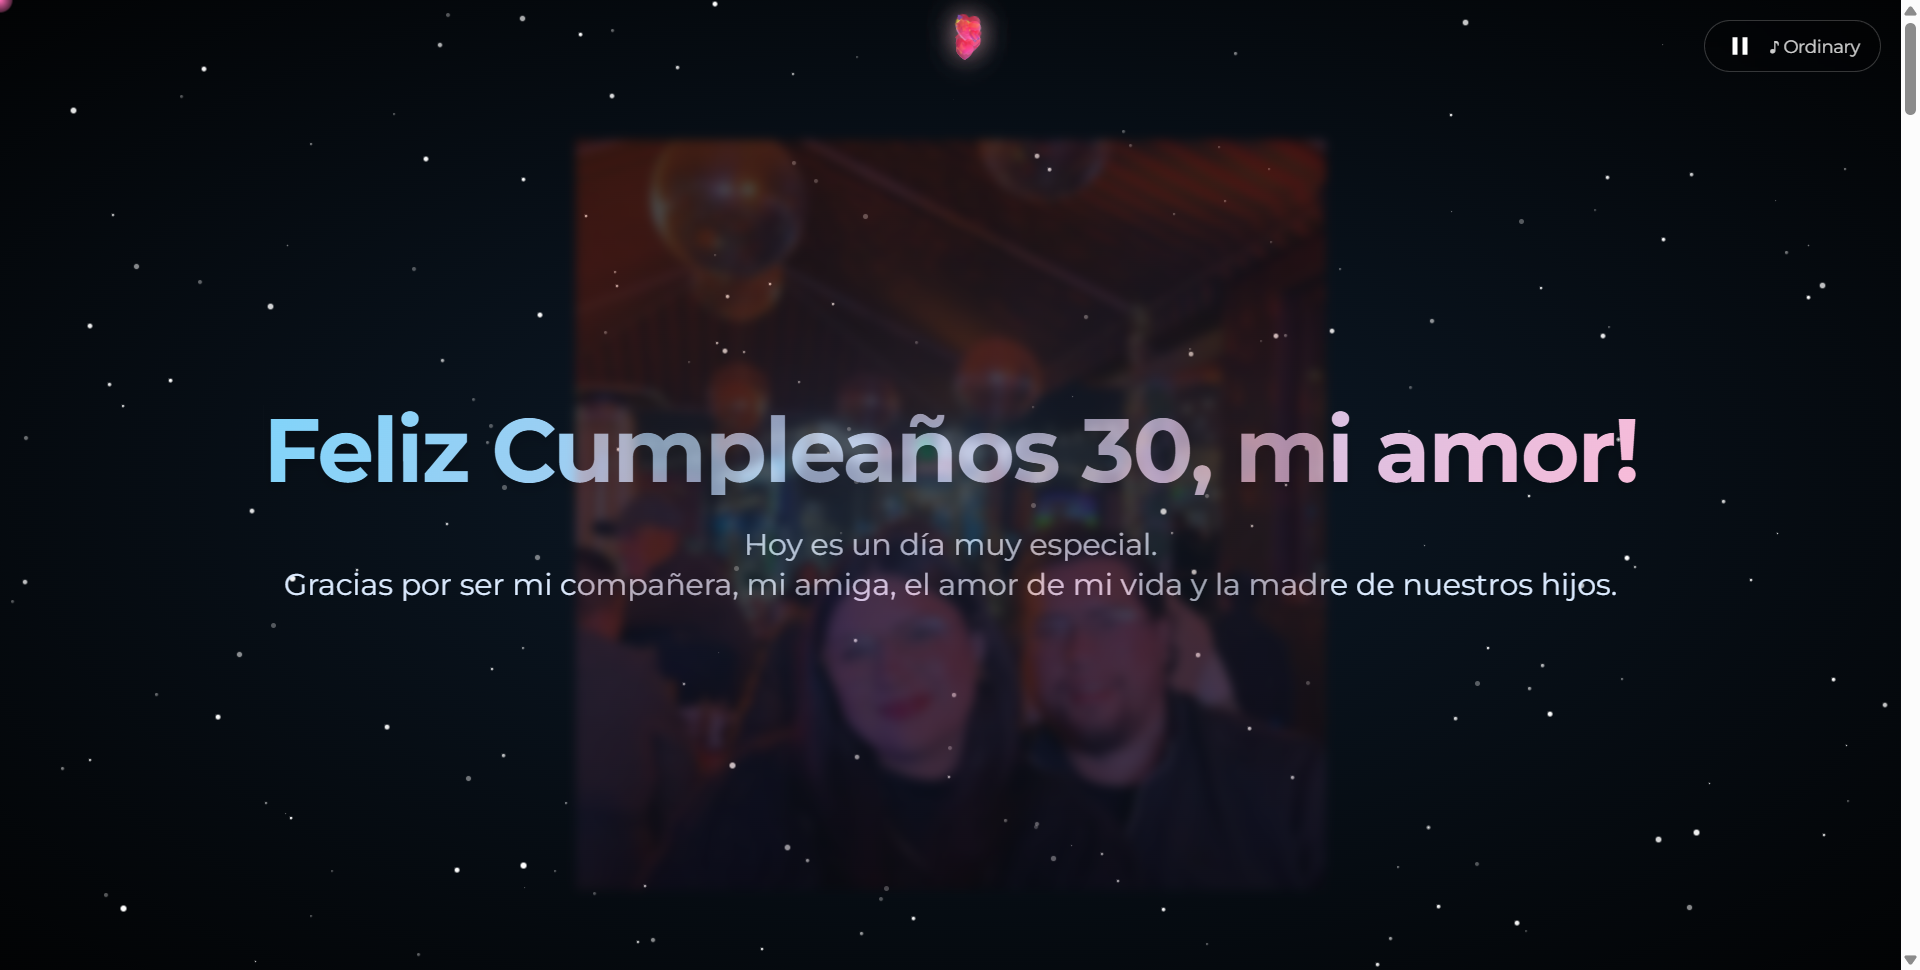 ♪ Ordinary
Feliz Cumpleaños 30, mi amor!
Hoy es un día muy especial.
Gracias por ser mi compañera, mi amiga, el amor de mi vida y la madre de nuestros hijos.